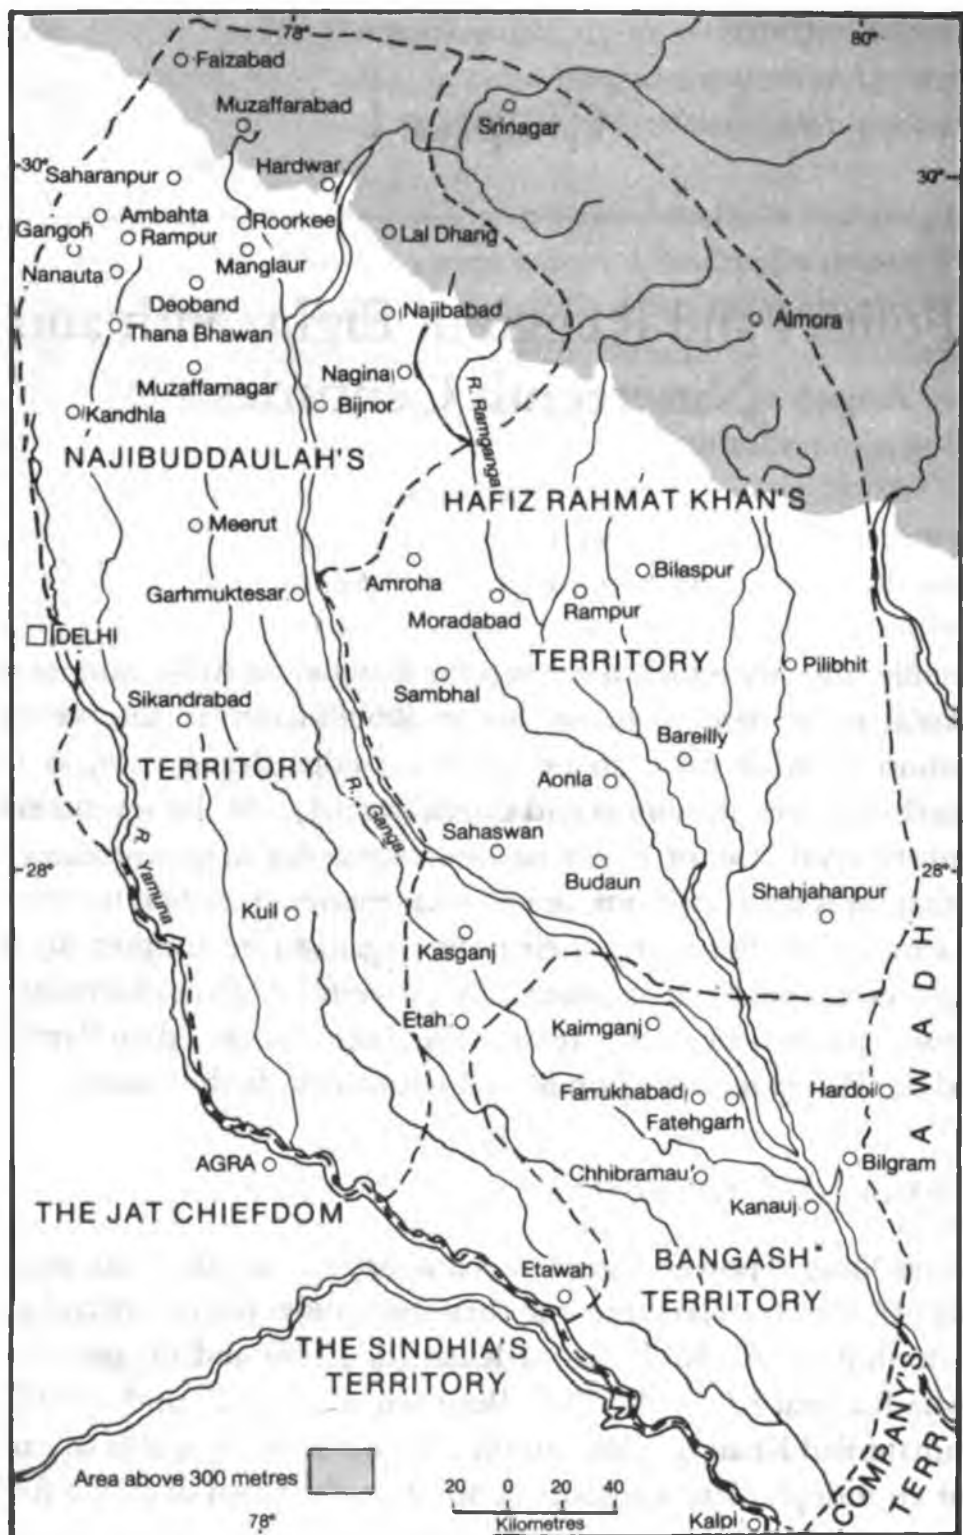 78°
80°
Faizabad
Muzaffarabad
Srinagar
30°
Hardwar
30°
Saharanpur
Ambahta
Roorkee
Gangoh
Rampur
Lal Dhang
Manglaur
Nanauta
Deoband
Najibabad
Almora
Thana Bhawan
Muzaffarnagar
Nagina
R. Ramganga
Kandhla
Bijnor
NAJIBUDDAULAH'S
HAFIZ RAHMAT KHAN'S
Meerut
Amroha
Bilaspur
Garhmuktesar
Moradabad
Rampur
DELHI
TERRITORY
Pilibhit
Sikandrabad
Sambhal
Bareilly
TERRITORY
R. Ganga
Aonla
R. Yamuna
Sahaswan
28°
Budaun
28°
Shahjahanpur
Kuil
Kasganj
AWADH
Etah
Kaimganj
Farrukhabad
Hardoi
Fatehgarh
AGRA
Chhibramau
Bilgram
THE JAT CHIEFDOM
Kanauj
BANGASH
Etawah
TERRITORY
THE SINDHIA'S
TERRITORY
COMPANY'S
TERR.
Area above 300 metres
20 0 20 40
Kilometres
78°
Kalpi